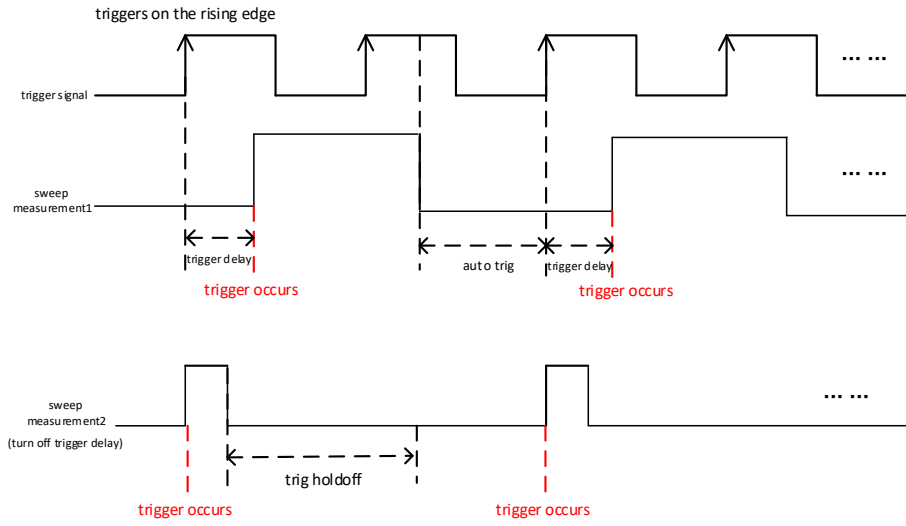 triggers on the rising edge
... ...
trigger signal
... ...
sweep
measurement1
trigger delay
auto trig
trigger delay
trigger occurs
trigger occurs
... ...
sweep
measurement2
(turn off trigger delay)
trig holdoff
trigger occurs
trigger occurs